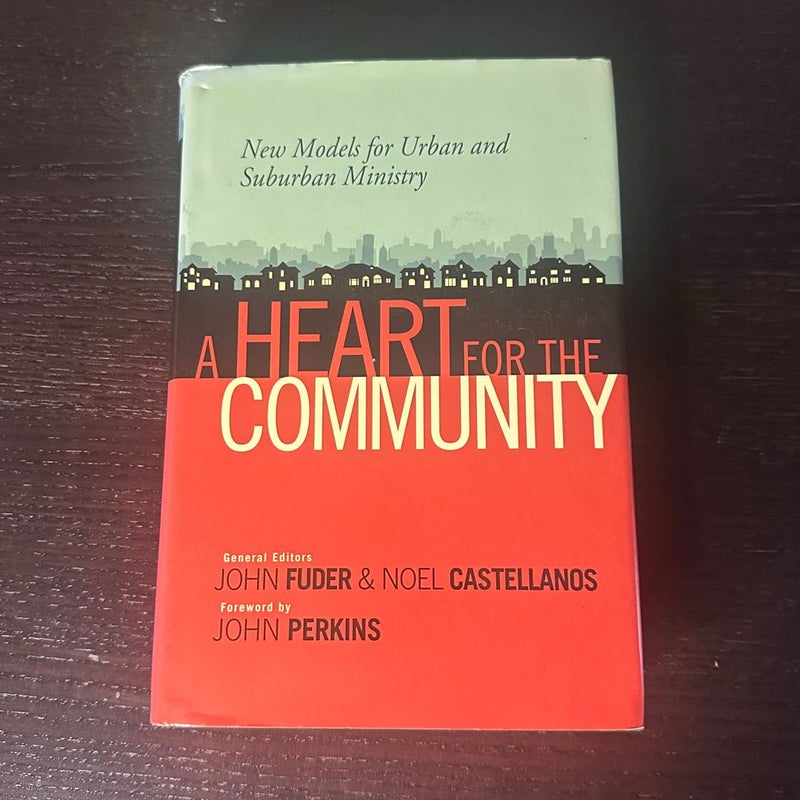 New Models for Urban and
Suburban Ministry
A HEART FOR THE
COMMUNITY
General Editors
JOHN FUDER & NOEL CASTELLANOS
Foreword by
JOHN PERKINS